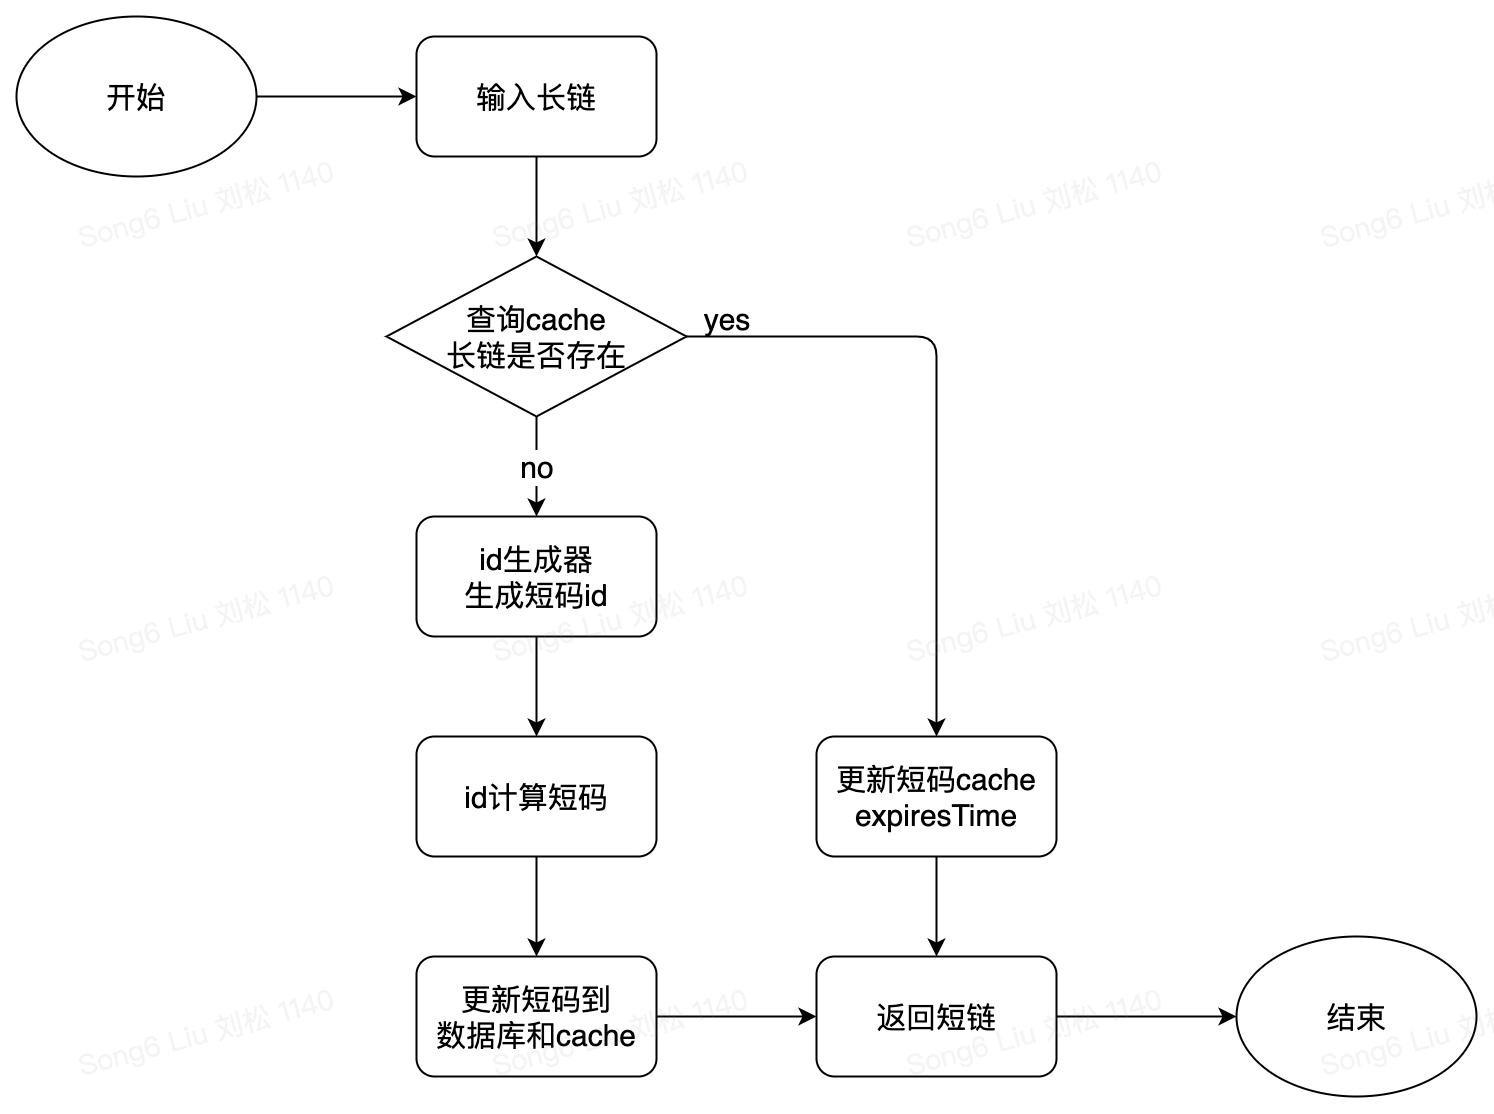 开始
输入长链
查询cache
长链是否存在
yes
no
id生成器
生成短码id
id计算短码
更新短码cache
expiresTime
更新短码到
数据库和cache
返回短链
结束
Song6 Liu 刘松 1140
Song6 Liu 刘松 1140
Song6 Liu 刘松 1140
Song6 Liu 刘松
Song6 Liu 刘松 1140
Song6 Liu 刘松 1140
Song6 Liu 刘松 1140
Song6 Liu 刘松
Song6 Liu 刘松 1140
Song6 Liu 刘松 1140
Song6 Liu 刘松 1140
Song6 Liu 刘松